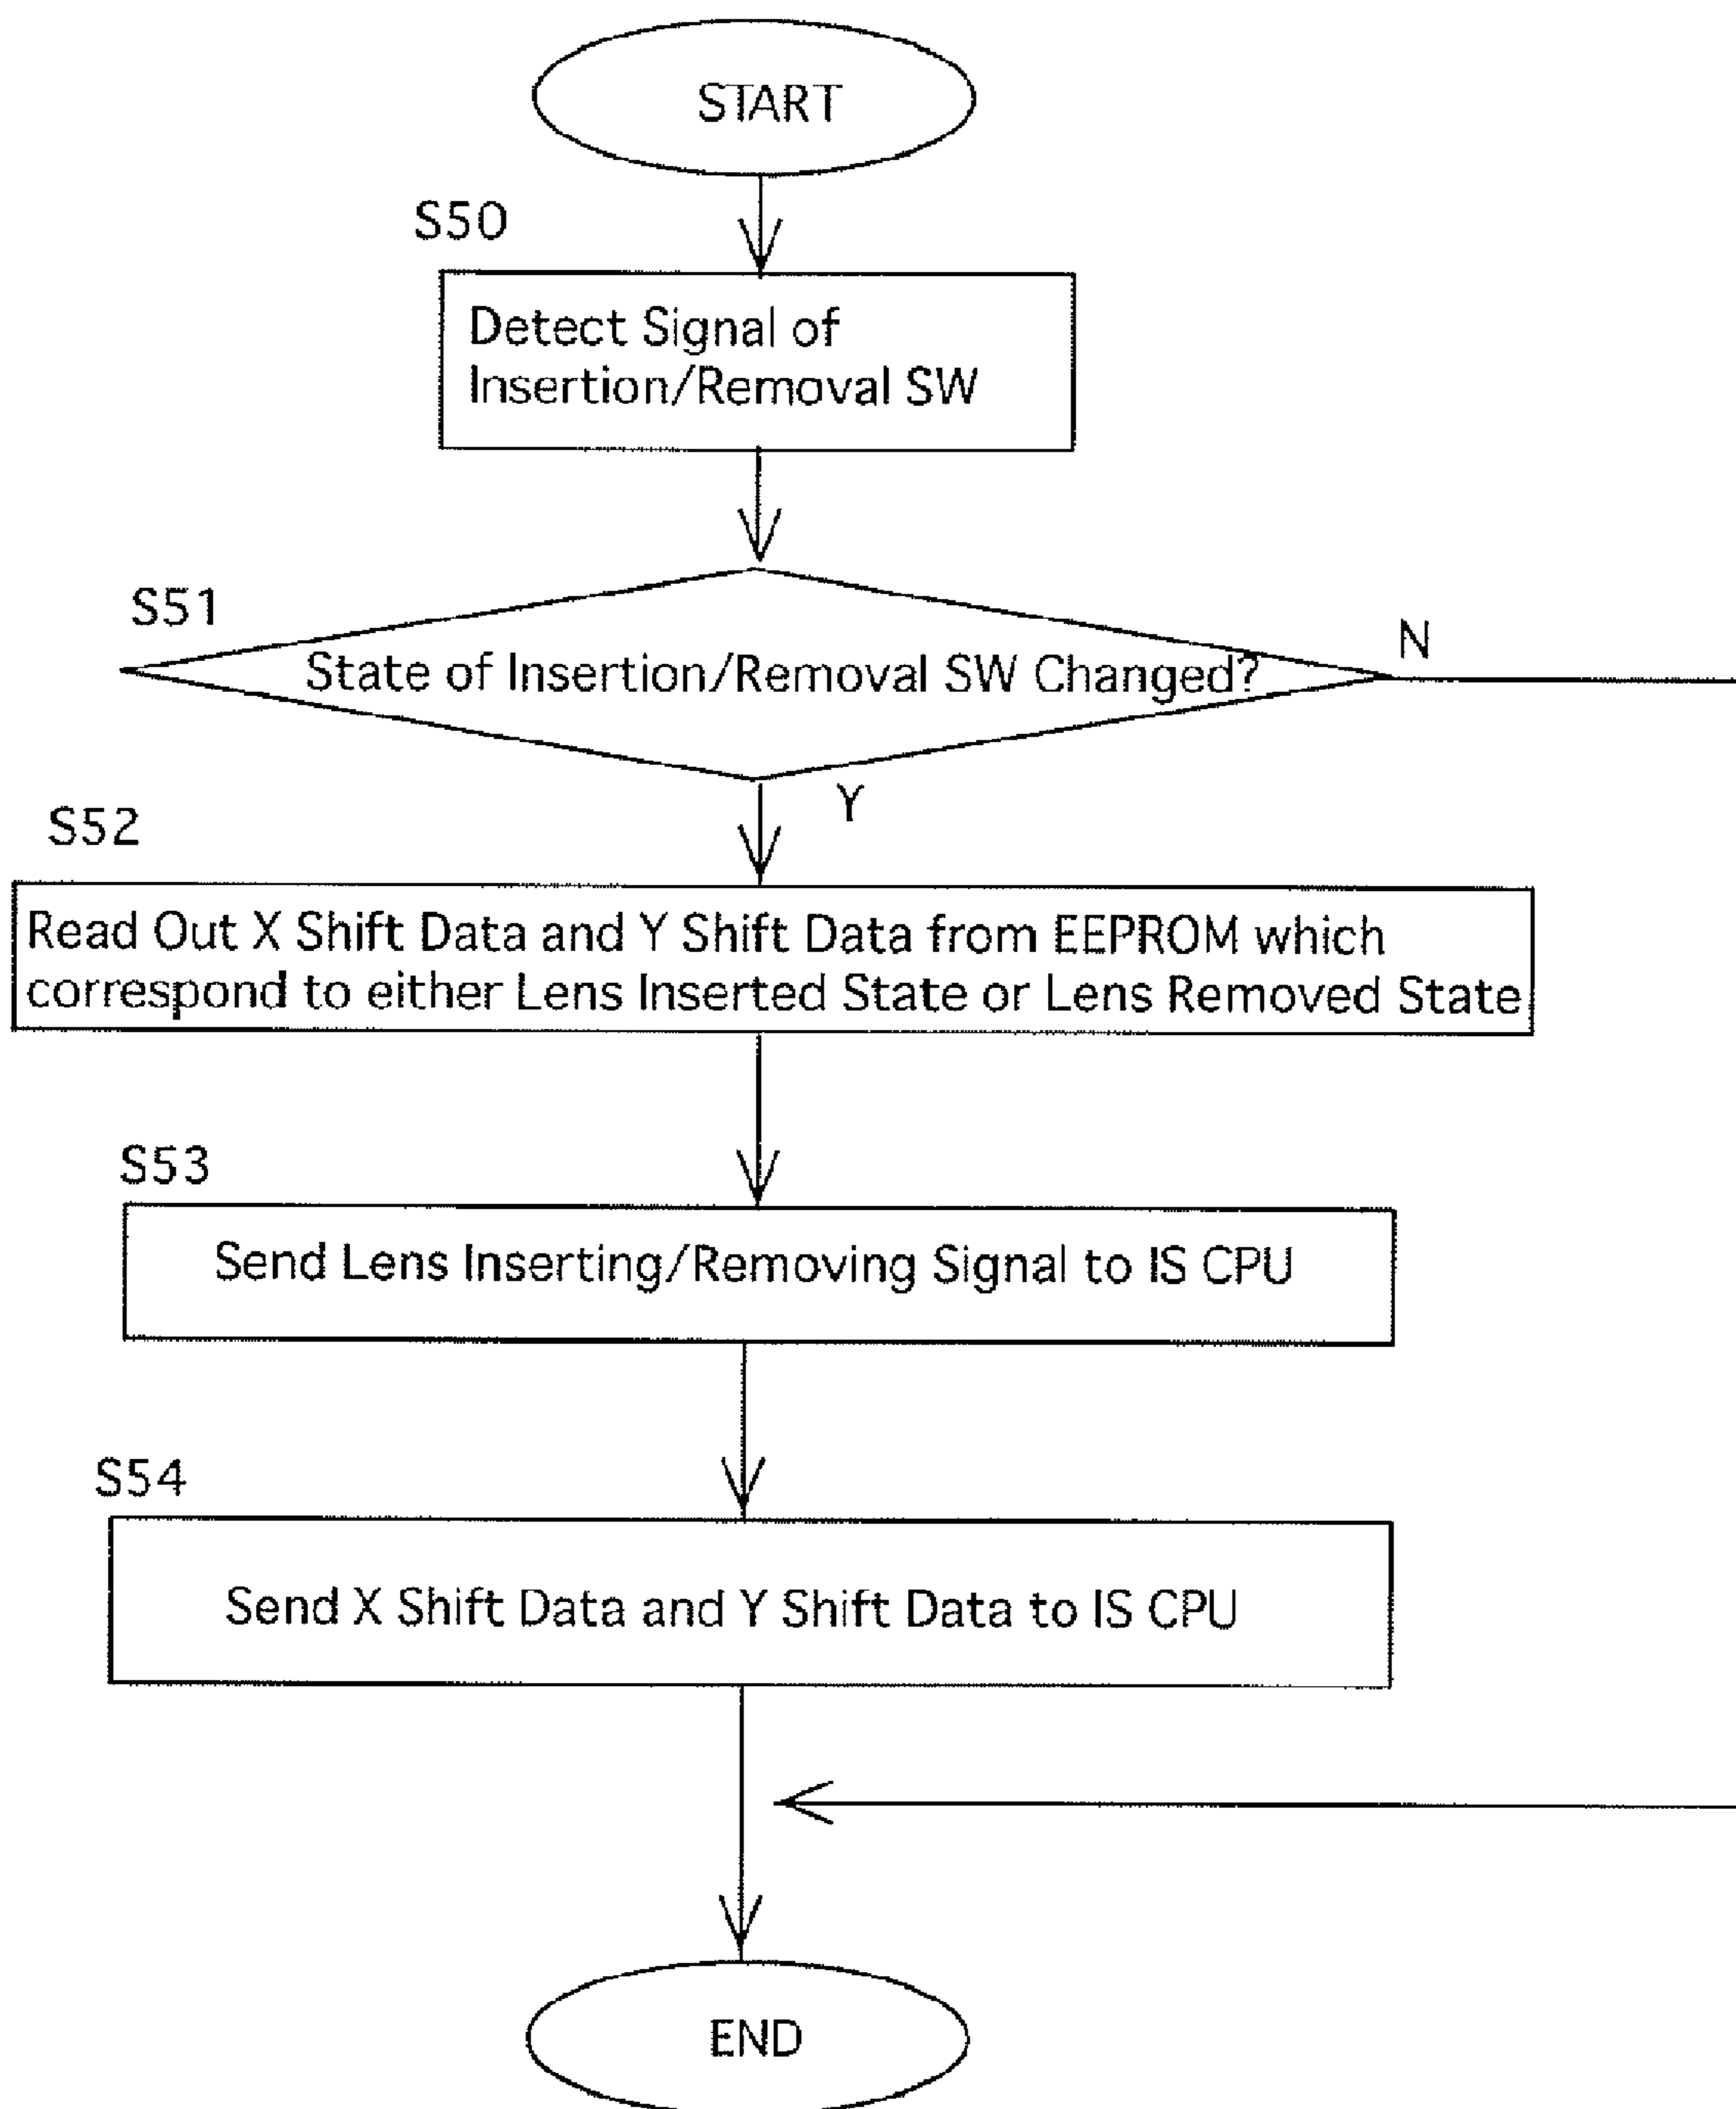 START
S50
Detect Signal of
Insertion/Removal SW
S51
State of Insertion/Removal SW Changed?
N
Y
S52
Read Out X Shift Data and Y Shift Data from EEPROM which
correspond to either Lens Inserted State or Lens Removed State
S53
Send Lens Inserting/Removing Signal to IS CPU
S54
Send X Shift Data and Y Shift Data to IS CPU
END